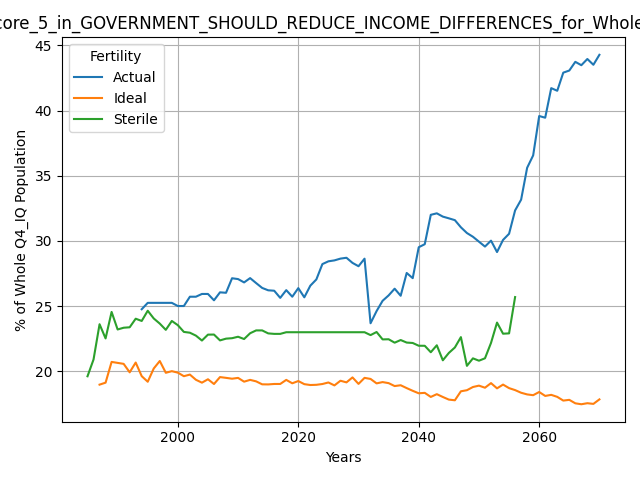 core_5_in_GOVERNMENT_SHOULD_REDUCE_INCOME_DIFFERENCES_for_Whole
45
40
35
30
25
20
% of Whole Q4_IQ Population
Fertility
Actual
Ideal
Sterile
2000
2020
2040
2060
Years